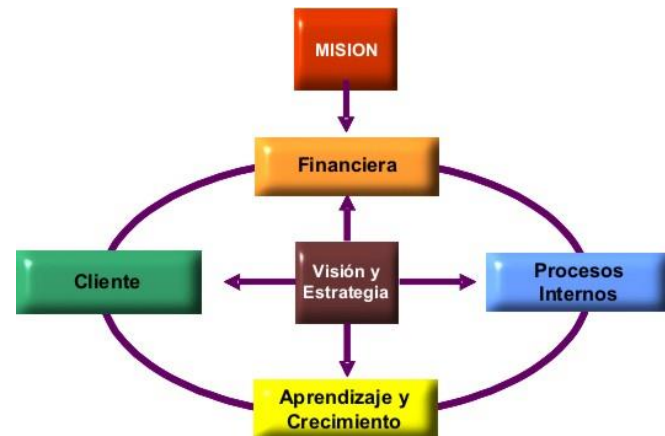 MISION
Financiera
Cliente
Visión y
Estrategia
Procesos
Internos
Aprendizaje y
Crecimiento